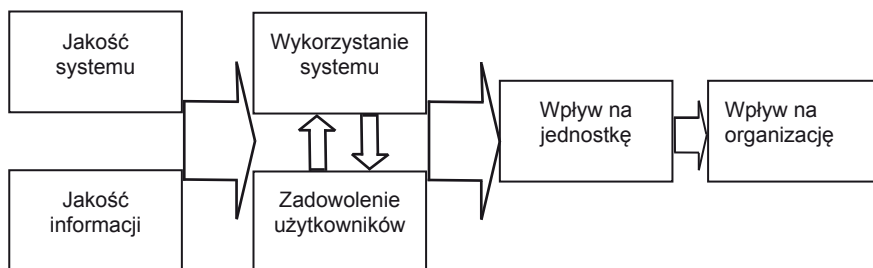 Jakość
systemu
Wykorzystanie
systemu
Wpływ na
jednostkę
Wpływ na
organizację
Jakość
informacji
Zadowolenie
użytkowników